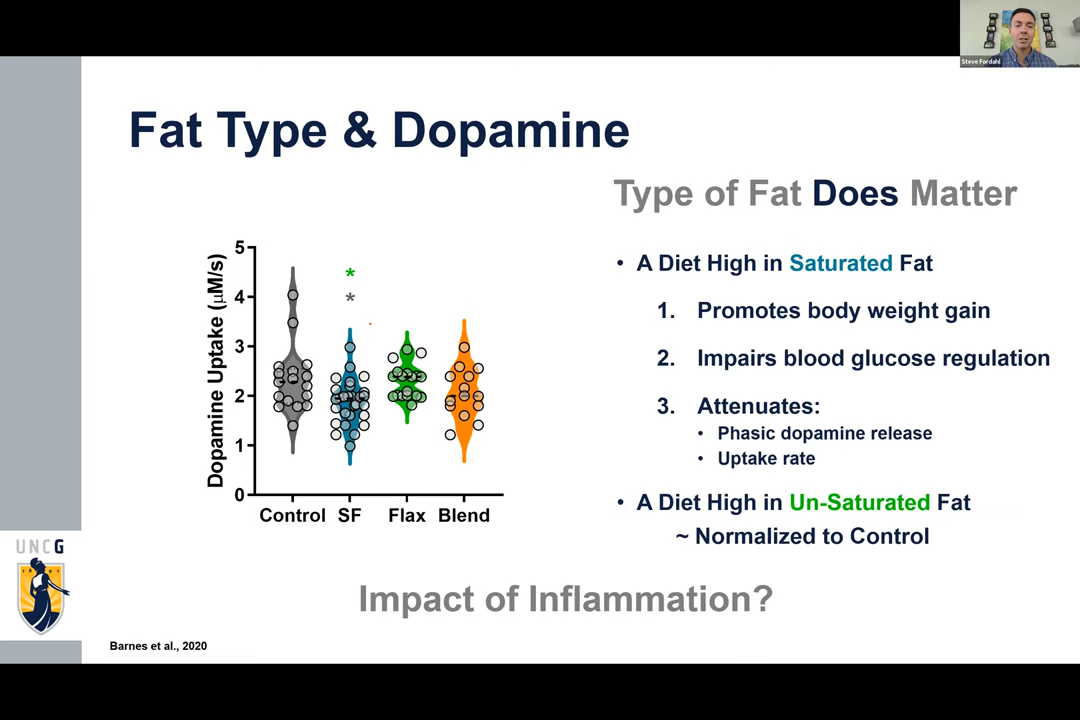 Steve Fordahl
Fat Type & Dopamine
Type of Fat Does Matter
5
4
3
2
1
0
Dopamine Uptake (µM/s)
*
*
Control SF Flax Blend
• A Diet High in Saturated Fat
1. Promotes body weight gain
2. Impairs blood glucose regulation
3. Attenuates:
• Phasic dopamine release
• Uptake rate
• A Diet High in Un-Saturated Fat
~ Normalized to Control
UNCG
Impact of Inflammation?
Barnes et al., 2020